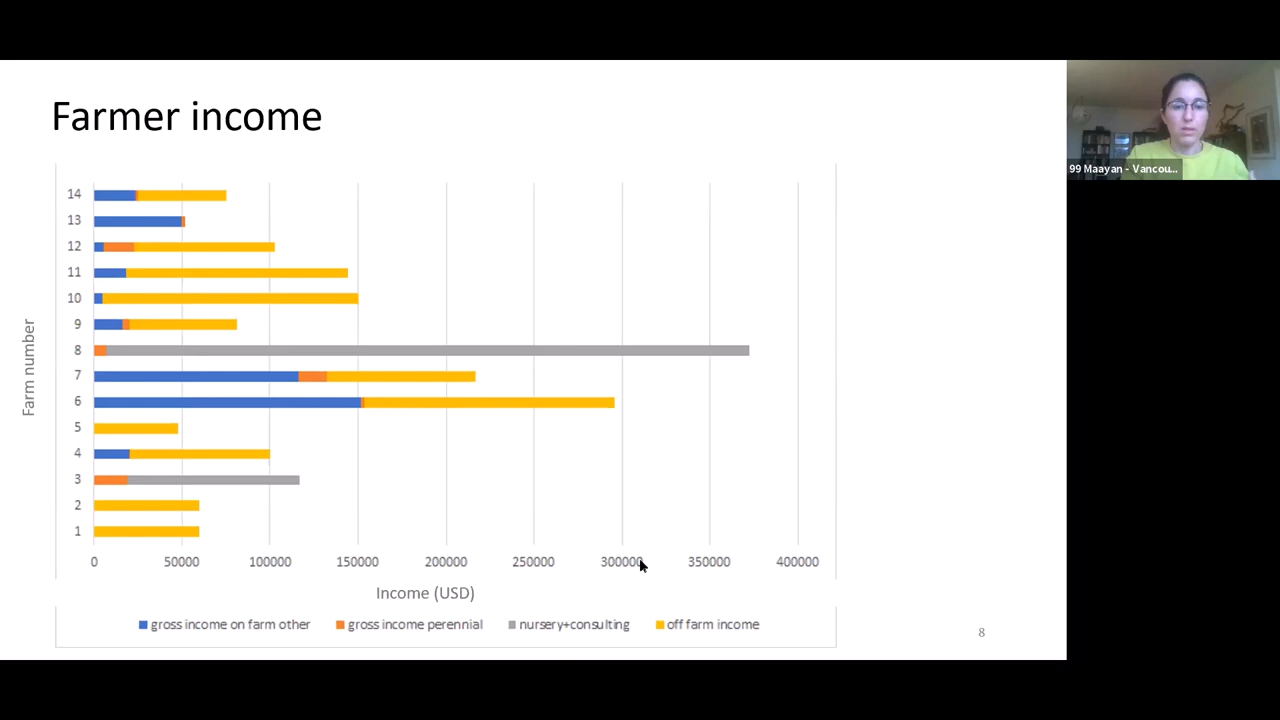 Farmer income
99 Maayan - Vancou...
Farm number
14
13
12
11
10
9
8
7
6
5
4
3
2
1
0 50000 100000 150000 200000 250000 300000 350000 400000
Income (USD)
gross income on farm other gross income perennial nursery+consulting off farm income
8